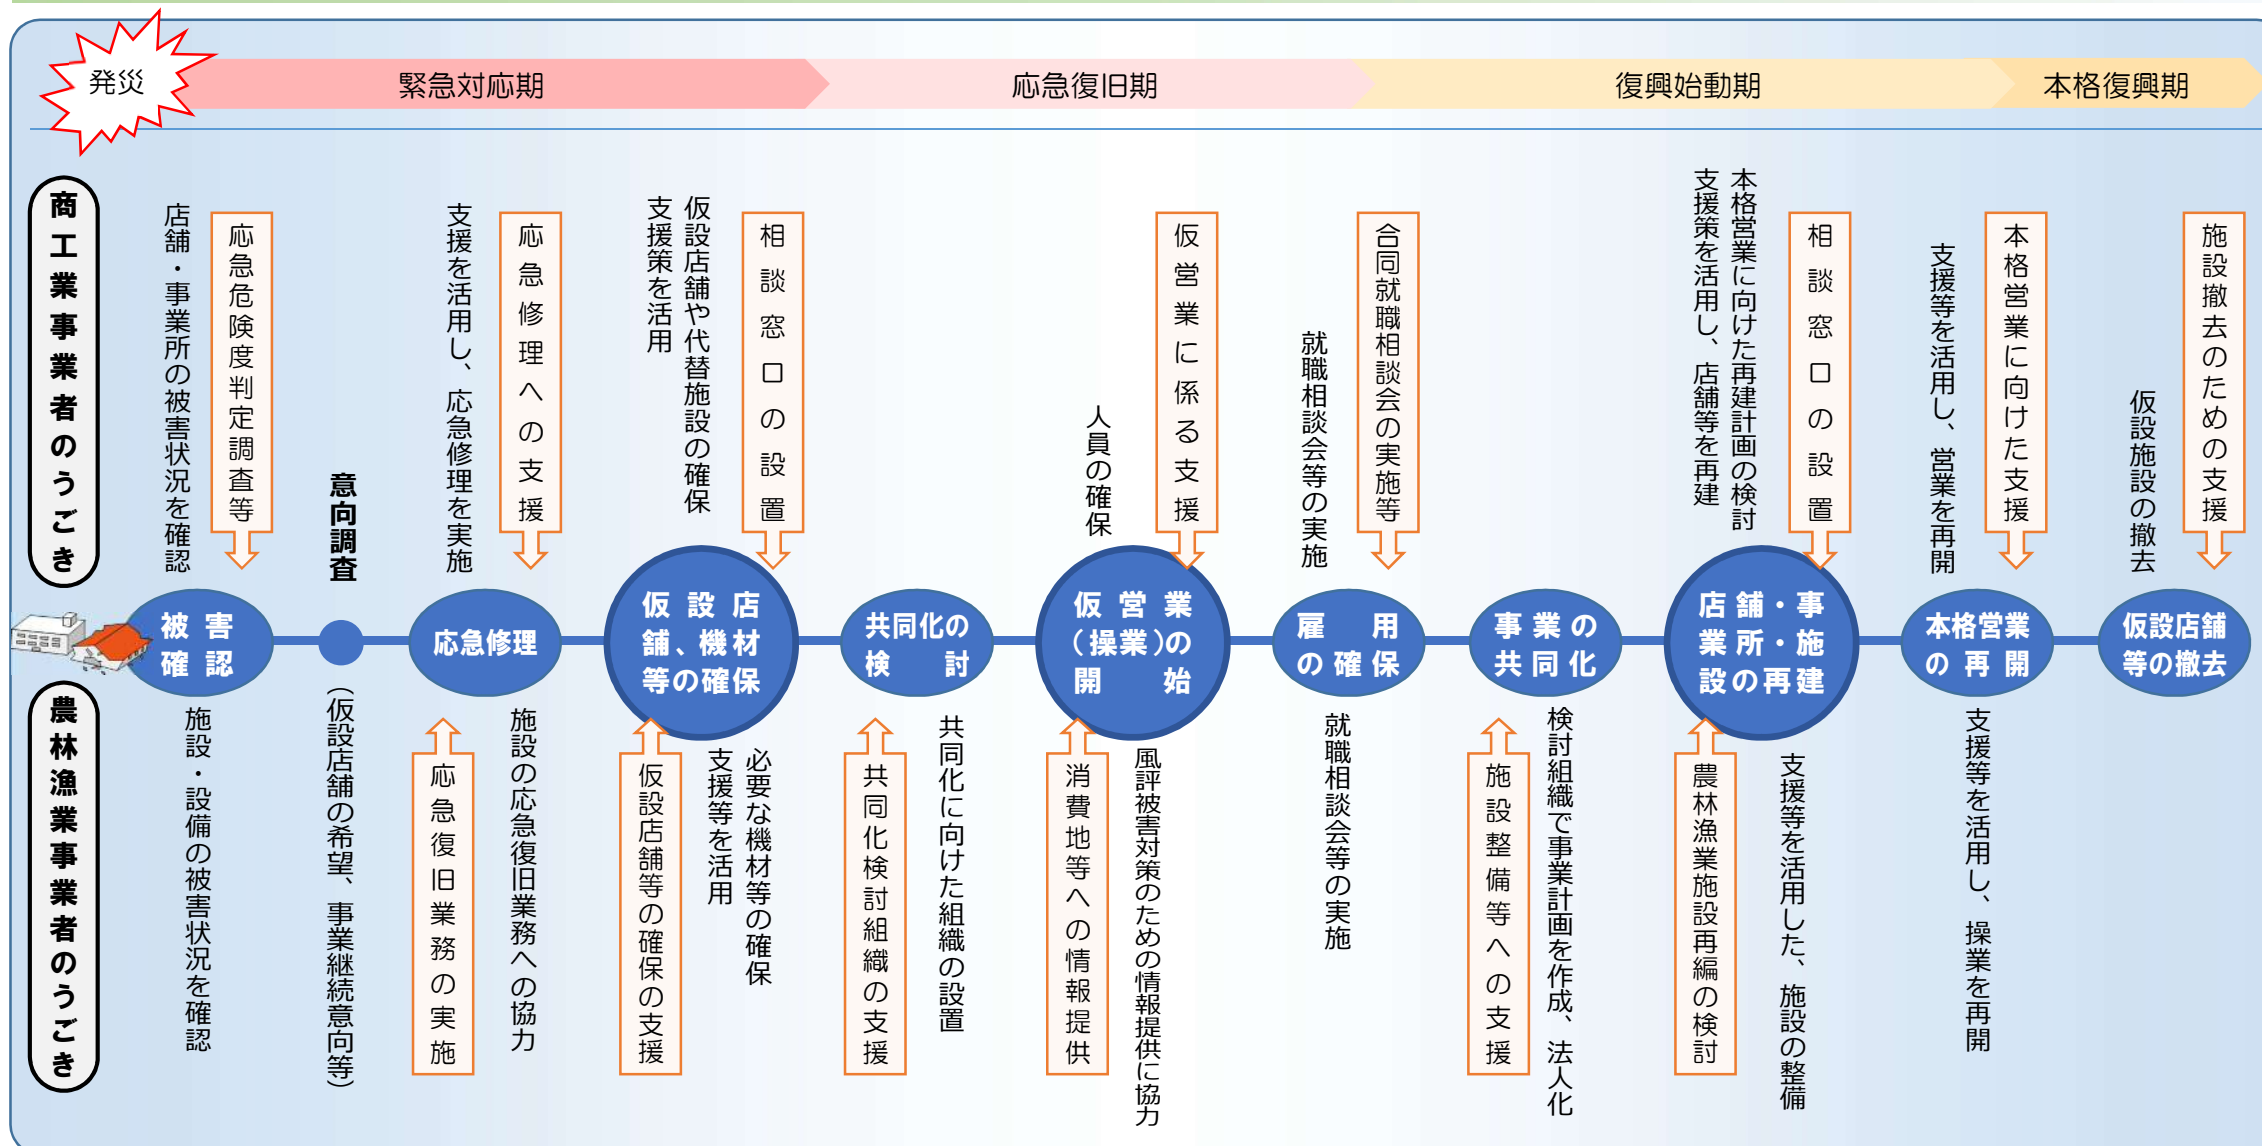 発災
緊急対応期
応急復旧期
復興始動期
本格復興期
商工業事業者のうごき
店舗・事業所の被害状況を確認
応急危険度判定調査等
意向調査
支援を活用し、応急修理を実施
応急修理への支援
仮設店舗や代替施設の確保
支援策を活用
相談窓口の設置
人員の確保
仮営業に係る支援
就職相談会等の実施
合同就職相談会の実施等
本格営業に向けた再建計画の検討
支援策を活用し、店舗等を再建
相談窓口の設置
支援等を活用し、営業を再開
本格営業に向けた支援
仮設施設の撤去
施設撤去のための支援
被害
確認
応急修理
仮設店
舗、機材
等の確保
共同化の
検討
仮営業
（操業）の
開始
雇用
の確保
事業の
共同化
店舗・事
業所・施
設の再建
本格営業
の再開
仮設店舗
等の撤去
農林漁業事業者のうごき
施設・設備の被害状況を確認
（仮設店舗の希望、事業継続意向等）
応急復旧業務の実施
施設の応急復旧業務への協力
仮設店舗等の確保の支援
必要な機材等の確保
支援等を活用
共同化検討組織の支援
共同化に向けた組織の設置
消費地等への情報提供
風評被害対策のための情報提供に協力
就職相談会等の実施
施設整備等への支援
検討組織で事業計画を作成、法人化
農林漁業施設再編の検討
支援等を活用した、施設の整備
支援等を活用し、操業を再開